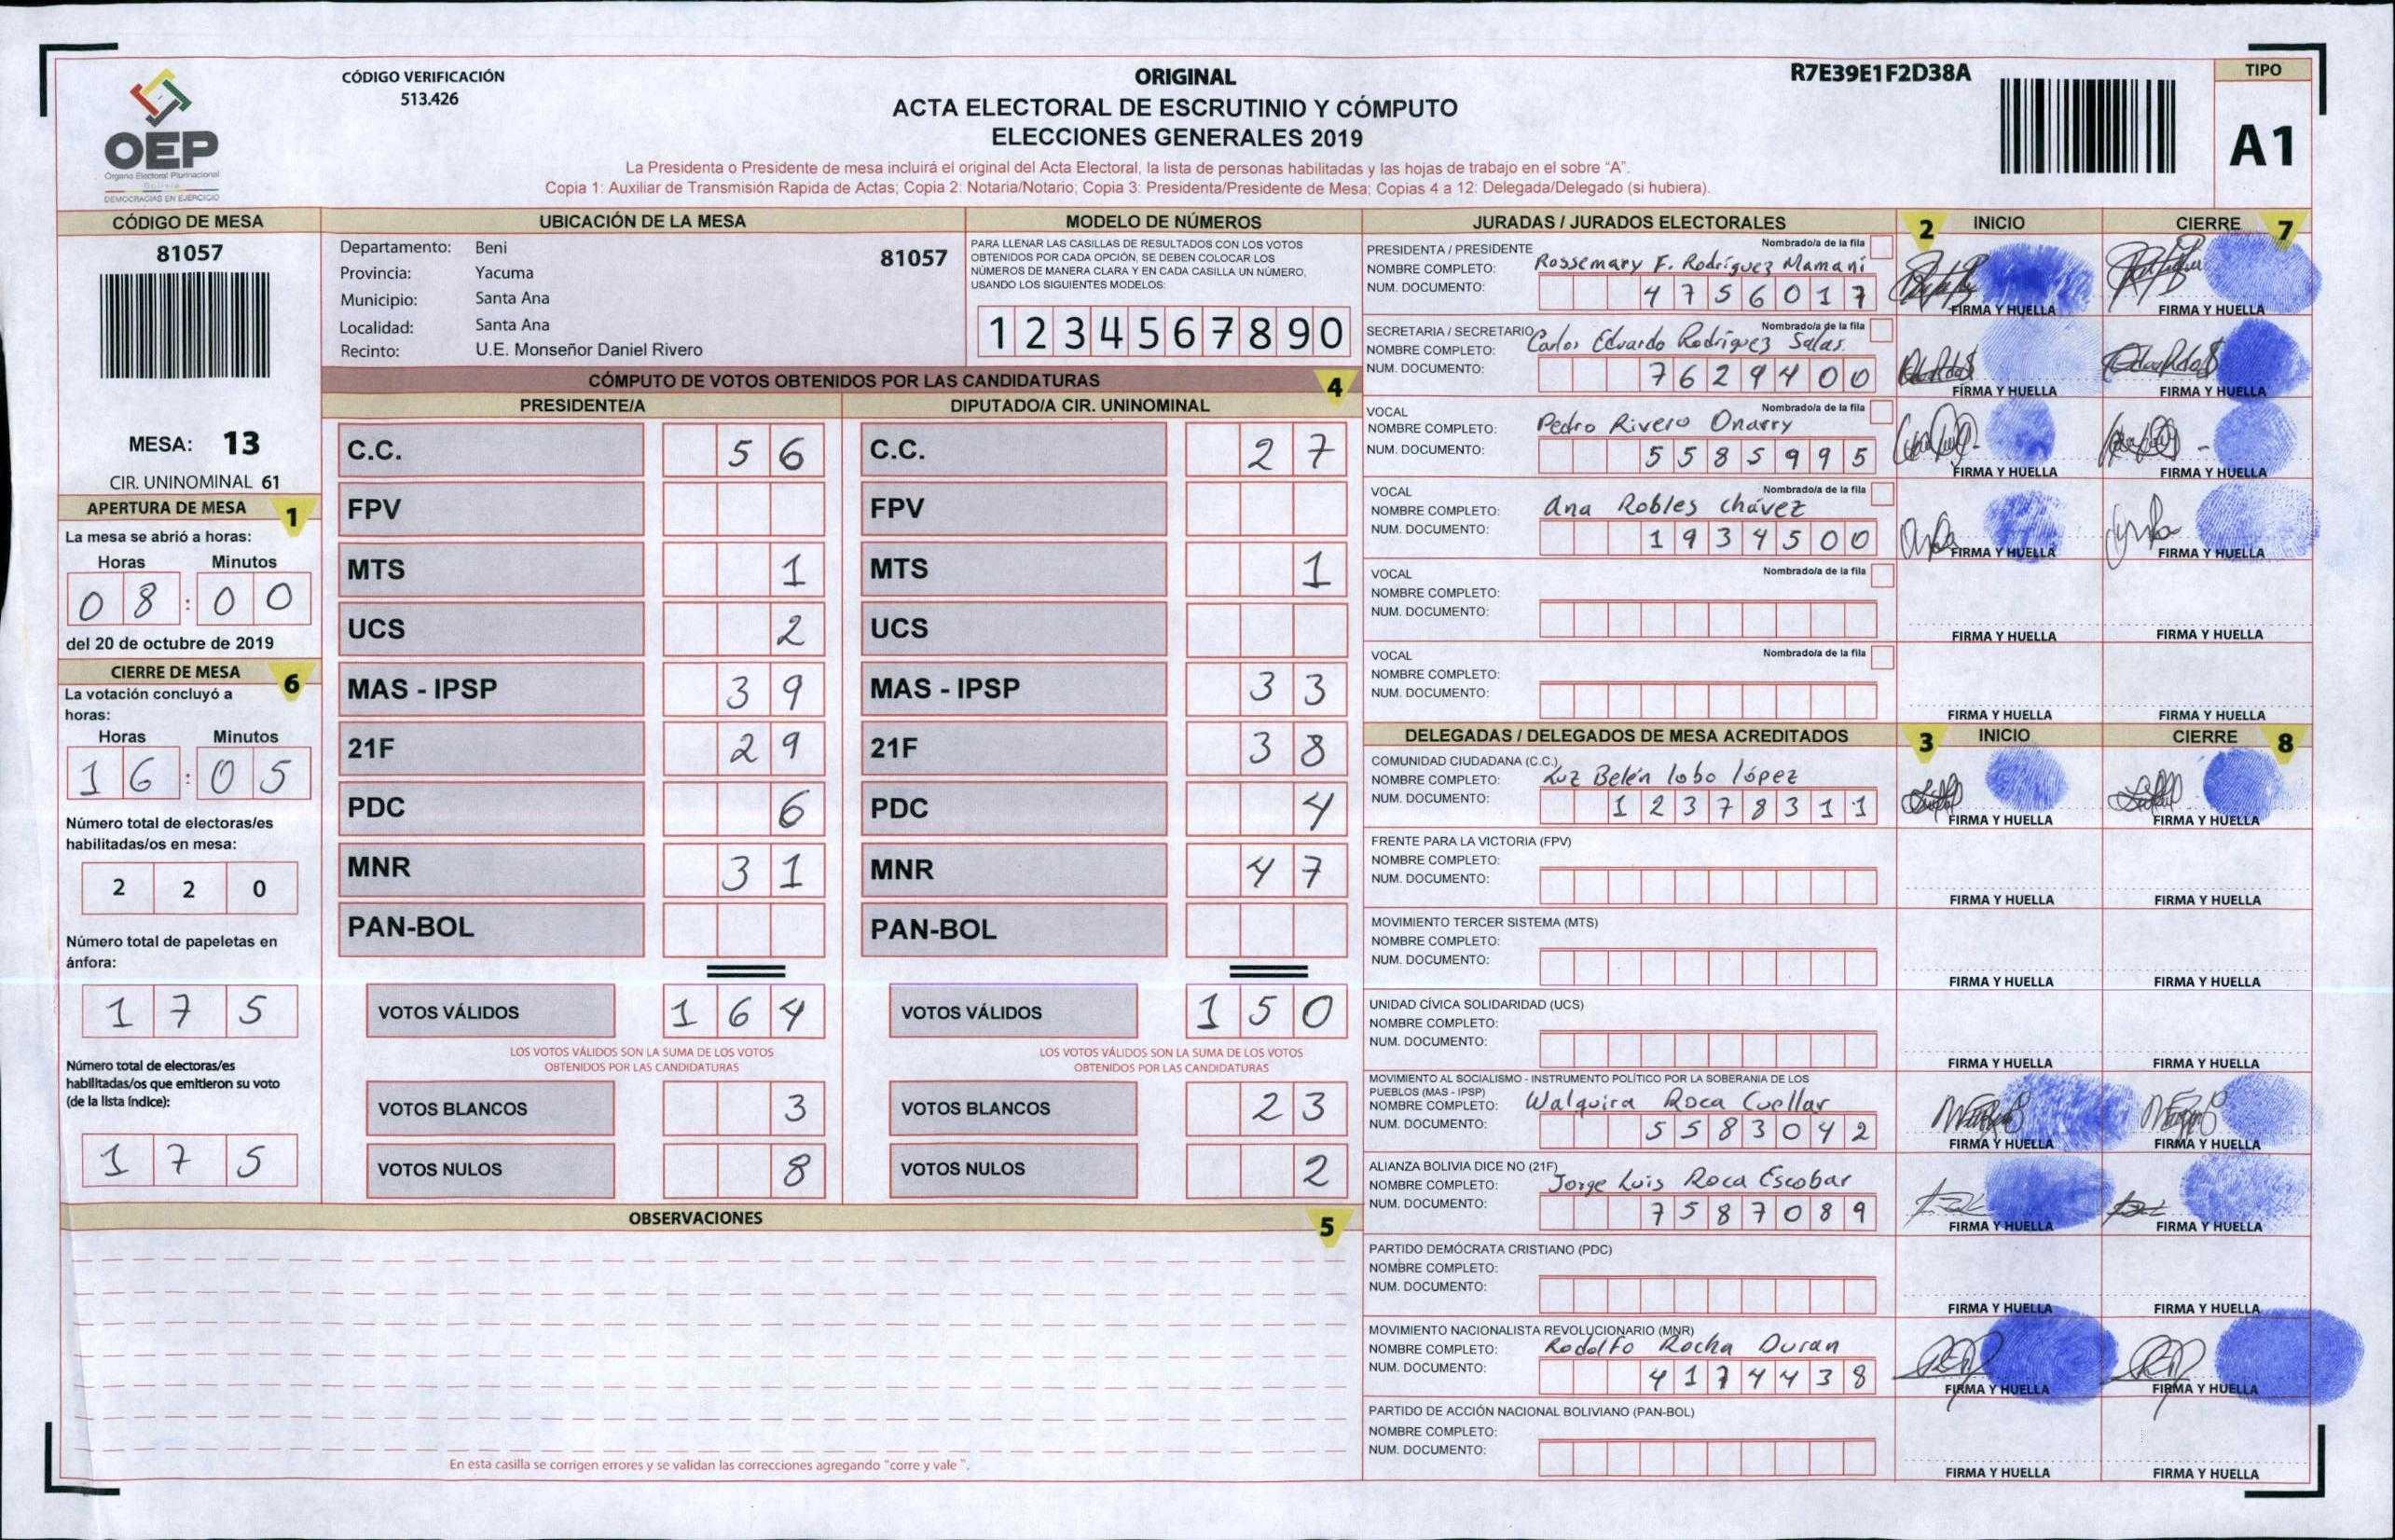 OEP
Órgano Electoral Plurinacional
Bolivia
DEMOCRACIAS EN EJERCICIO
CÓDIGO VERIFICACIÓN
513.426
ORIGINAL
ACTA ELECTORAL DE ESCRUTINIO Y CÓMPUTO
ELECCIONES GENERALES 2019
La Presidenta o Presidente de mesa incluirá el original del Acta Electoral, la lista de personas habilitadas y las hojas de trabajo en el sobre "A".
Copia 1: Auxiliar de Transmisión Rapida de Actas; Copia 2: Notaria/Notario; Copia 3: Presidenta/Presidente de Mesa; Copias 4 a 12: Delegada/Delegado (si hubiera).
R7E39E1F2D38A
TIPO
A1
CÓDIGO DE MESA
81057
MESA: 13
CIR. UNINOMINAL 61
APERTURA DE MESA 1
La mesa se abrió a horas:
Horas Minutos
08:00
del 20 de octubre de 2019
CIERRE DE MESA 6
La votación concluyó a
horas:
Horas Minutos
16:05
Número total de electoras/es
habilitadas/os en mesa:
2 2 0
Número total de papeletas en
ánfora:
1 7 5
Número total de electoras/es
habilitadas/os que emitieron su voto
(de la lista índice):
1 7 5
UBICACIÓN DE LA MESA
Departamento: Beni 81057
Provincia: Yacuma
Municipio: Santa Ana
Localidad: Santa Ana
Recinto: U.E. Monseñor Daniel Rivero
MODELO DE NÚMEROS
PARA LLENAR LAS CASILLAS DE RESULTADOS CON LOS VOTOS
OBTENIDOS POR CADA OPCIÓN, SE DEBEN COLOCAR LOS
NÚMEROS DE MANERA CLARA Y EN CADA CASILLA UN NÚMERO,
USANDO LOS SIGUIENTES MODELOS:
1 2 3 4 5 6 7 8 9 0
CÓMPUTO DE VOTOS OBTENIDOS POR LAS CANDIDATURAS 4
PRESIDENTE/A
C.C. 56
FPV
MTS 1
UCS 2
MAS - IPSP 39
21F 29
PDC 6
MNR 31
PAN-BOL
VOTOS VÁLIDOS 164
LOS VOTOS VÁLIDOS SON LA SUMA DE LOS VOTOS
OBTENIDOS POR LAS CANDIDATURAS
VOTOS BLANCOS 3
VOTOS NULOS 8
DIPUTADO/A CIR. UNINOMINAL
C.C. 27
FPV
MTS 1
UCS
MAS - IPSP 33
21F 38
PDC 4
MNR 47
PAN-BOL
VOTOS VÁLIDOS 150
LOS VOTOS VÁLIDOS SON LA SUMA DE LOS VOTOS
OBTENIDOS POR LAS CANDIDATURAS
VOTOS BLANCOS 23
VOTOS NULOS 2
OBSERVACIONES 5
En esta casilla se corrigen errores y se validan las correcciones agregando "corre y vale ".
JURADAS / JURADOS ELECTORALES 2 INICIO CIERRE 7
PRESIDENTA / PRESIDENTE Nombrado/a de la fila
NOMBRE COMPLETO: Rossemary F. Rodríguez Mamani
NUM. DOCUMENTO: 4756017
FIRMA Y HUELLA FIRMA Y HUELLA
SECRETARIA / SECRETARIO Nombrado/a de la fila
NOMBRE COMPLETO: Carlos Eduardo Rodríguez Salas
NUM. DOCUMENTO: 7629400
FIRMA Y HUELLA FIRMA Y HUELLA
VOCAL Nombrado/a de la fila
NOMBRE COMPLETO: Pedro Rivero Onarry
NUM. DOCUMENTO: 5585995
FIRMA Y HUELLA FIRMA Y HUELLA
VOCAL Nombrado/a de la fila
NOMBRE COMPLETO: Ana Robles chávez
NUM. DOCUMENTO: 1934500
FIRMA Y HUELLA FIRMA Y HUELLA
VOCAL Nombrado/a de la fila
NOMBRE COMPLETO:
NUM. DOCUMENTO:
FIRMA Y HUELLA FIRMA Y HUELLA
VOCAL Nombrado/a de la fila
NOMBRE COMPLETO:
NUM. DOCUMENTO:
FIRMA Y HUELLA FIRMA Y HUELLA
DELEGADAS / DELEGADOS DE MESA ACREDITADOS 3 INICIO CIERRE 8
COMUNIDAD CIUDADANA (C.C.)
NOMBRE COMPLETO: Luz Belén lobo lópez
NUM. DOCUMENTO: 12378311
FIRMA Y HUELLA FIRMA Y HUELLA
FRENTE PARA LA VICTORIA (FPV)
NOMBRE COMPLETO:
NUM. DOCUMENTO:
FIRMA Y HUELLA FIRMA Y HUELLA
MOVIMIENTO TERCER SISTEMA (MTS)
NOMBRE COMPLETO:
NUM. DOCUMENTO:
FIRMA Y HUELLA FIRMA Y HUELLA
UNIDAD CÍVICA SOLIDARIDAD (UCS)
NOMBRE COMPLETO:
NUM. DOCUMENTO:
FIRMA Y HUELLA FIRMA Y HUELLA
MOVIMIENTO AL SOCIALISMO - INSTRUMENTO POLÍTICO POR LA SOBERANIA DE LOS
PUEBLOS (MAS - IPSP)
NOMBRE COMPLETO: Walquira Roca Cuellar
NUM. DOCUMENTO: 5583042
FIRMA Y HUELLA FIRMA Y HUELLA
ALIANZA BOLIVIA DICE NO (21F)
NOMBRE COMPLETO: Jorge Luis Roca Escobar
NUM. DOCUMENTO: 7587089
FIRMA Y HUELLA FIRMA Y HUELLA
PARTIDO DEMÓCRATA CRISTIANO (PDC)
NOMBRE COMPLETO:
NUM. DOCUMENTO:
FIRMA Y HUELLA FIRMA Y HUELLA
MOVIMIENTO NACIONALISTA REVOLUCIONARIO (MNR)
NOMBRE COMPLETO: Rodolfo Rocha Duran
NUM. DOCUMENTO: 4174438
FIRMA Y HUELLA FIRMA Y HUELLA
PARTIDO DE ACCIÓN NACIONAL BOLIVIANO (PAN-BOL)
NOMBRE COMPLETO:
NUM. DOCUMENTO:
FIRMA Y HUELLA FIRMA Y HUELLA